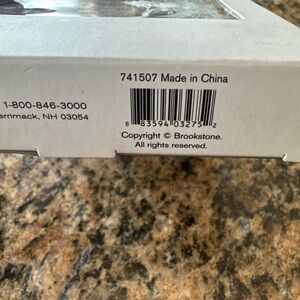 741507 Made in China
1-800-846-3000
errimack, NH 03054
8 83594 03275 2
Copyright © Brookstone.
All rights reserved.